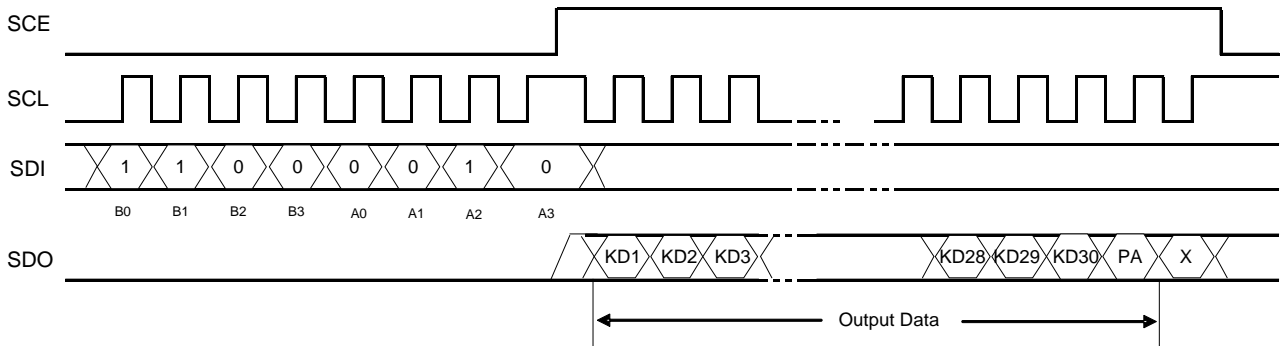 SCE
SCL
SDI 1 1 0 0 0 0 1 0
B0 B1 B2 B3 A0 A1 A2 A3
SDO KD1 KD2 KD3 KD28 KD29 KD30 PA X
Output Data